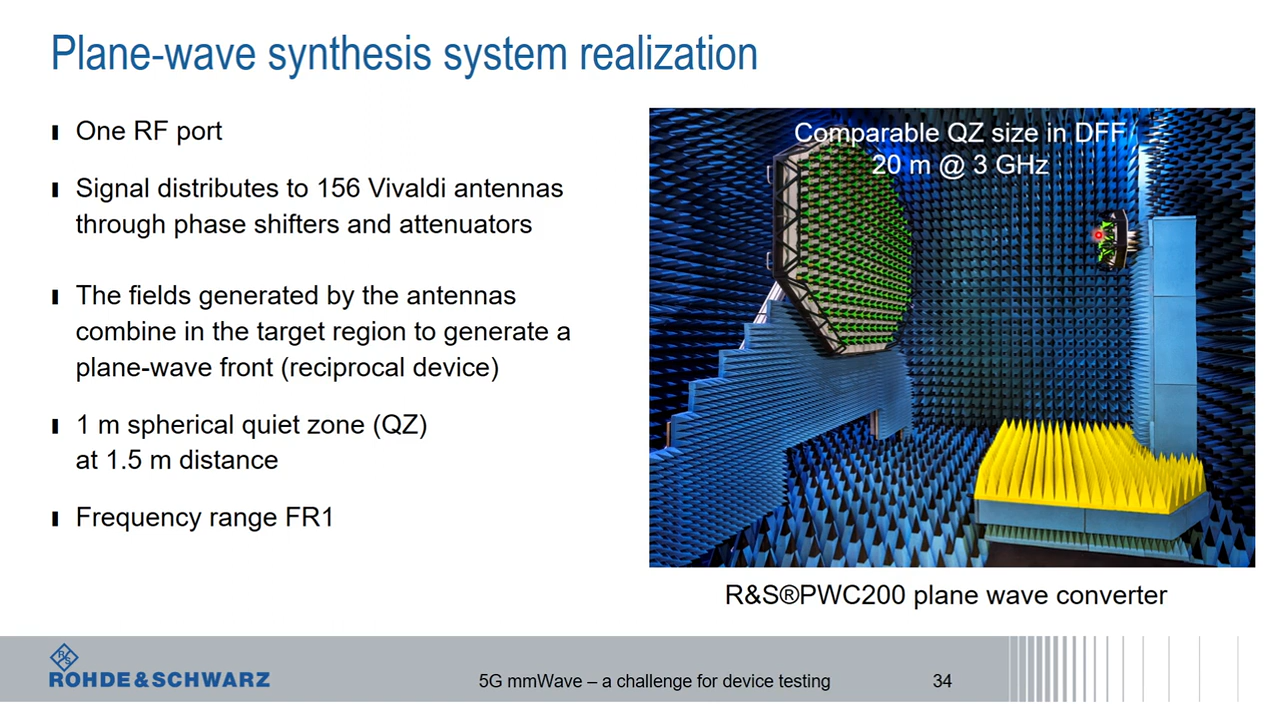 Plane-wave synthesis system realization
One RF port
Signal distributes to 156 Vivaldi antennas
through phase shifters and attenuators
The fields generated by the antennas
combine in the target region to generate a
plane-wave front (reciprocal device)
1 m spherical quiet zone (QZ)
at 1.5 m distance
Frequency range FR1
Comparable QZ size in DFF
20 m @ 3 GHz
R&S®PWC200 plane wave converter
R&S
ROHDE & SCHWARZ
5G mmWave – a challenge for device testing
34